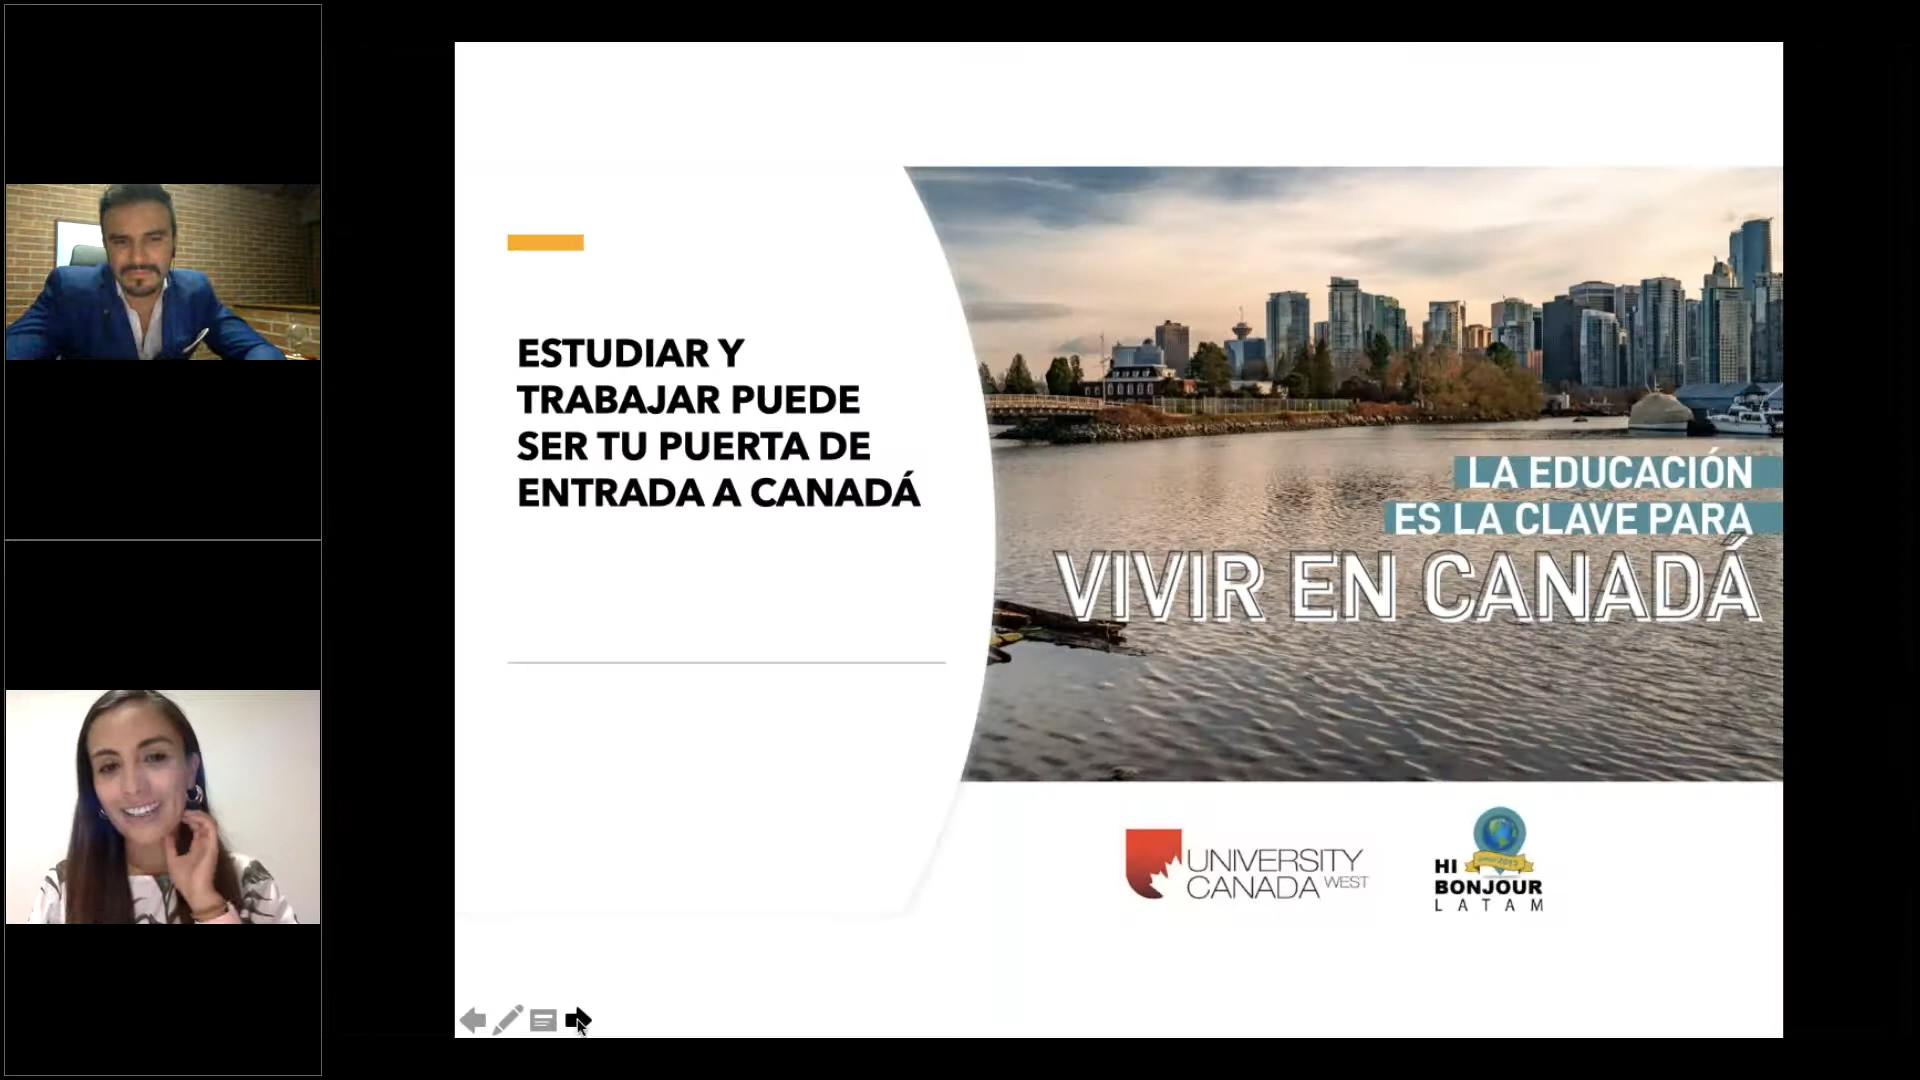 ESTUDIAR Y
TRABAJAR PUEDE
SER TU PUERTA DE
ENTRADA A CANADÁ
LA EDUCACIÓN
ES LA CLAVE PARA
VIVIR EN CANADÁ
UNIVERSITY
CANADA WEST
HI
BONJOUR
LATAM